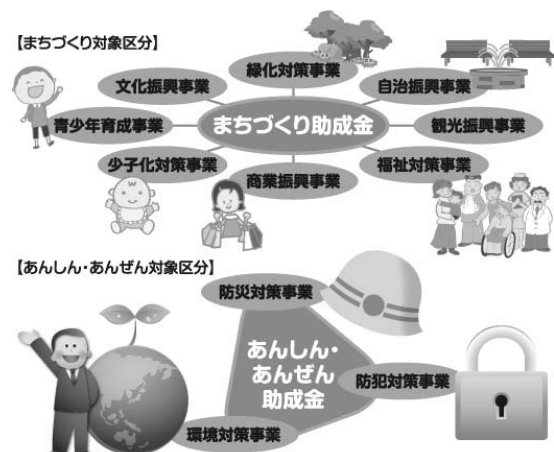 【まちづくり対象区分】
緑化対策事業
文化振興事業
自治振興事業
青少年育成事業
まちづくり助成金
観光振興事業
少子化対策事業
商業振興事業
福祉対策事業
【あんしん・あんぜん対象区分】
防災対策事業
あんしん・
あんぜん
助成金
防犯対策事業
環境対策事業